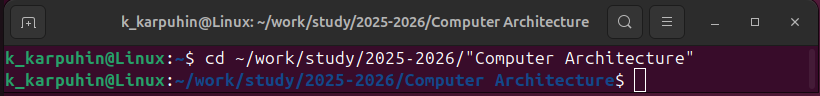 k_karpuhin@Linux: ~/work/study/2025-2026/Computer Architecture
k_karpuhin@Linux:~$ cd ~/work/study/2025-2026/"Computer Architecture"
k_karpuhin@Linux:~/work/study/2025-2026/Computer Architecture$